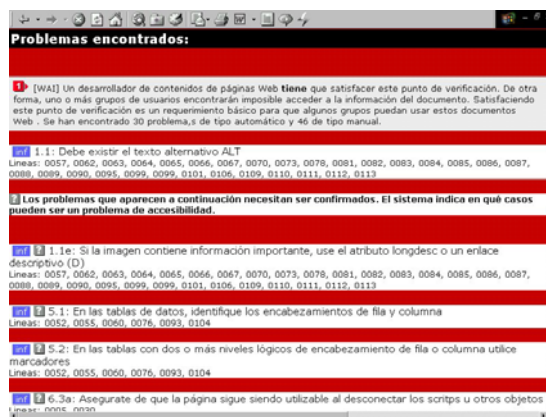 Problemas encontrados:
1 [WAI] Un desarrollador de contenidos de páginas Web tiene que satisfacer este punto de verificación. De otra
forma, uno o más grupos de usuarios encontrarán imposible acceder a la información del documento. Satisfaciendo
este punto de verificación es un requerimiento básico para que algunos grupos puedan usar estos documentos
Web . Se han encontrado 30 problema,s de tipo automático y 46 de tipo manual.
inf 1.1: Debe existir el texto alternativo ALT
Lineas: 0057, 0062, 0063, 0064, 0065, 0066, 0067, 0070, 0073, 0078, 0081, 0082, 0083, 0084, 0085, 0086, 0087,
0088, 0089, 0090, 0095, 0099, 0099, 0101, 0106, 0109, 0110, 0111, 0112, 0113
? Los problemas que aparecen a continuación necesitan ser confirmados. El sistema indica en qué casos
pueden ser un problema de accesibilidad.
inf ? 1.1e: Si la imagen contiene información importante, use el atributo longdesc o un enlace
descriptivo (D)
Lineas: 0057, 0062, 0063, 0064, 0065, 0066, 0067, 0070, 0073, 0078, 0081, 0082, 0083, 0084, 0085, 0086, 0087,
0088, 0089, 0090, 0095, 0099, 0099, 0101, 0106, 0109, 0110, 0111, 0112, 0113
inf ? 5.1: En las tablas de datos, identifique los encabezamientos de fila y columna
Lineas: 0052, 0055, 0060, 0076, 0093, 0104
inf ? 5.2: En las tablas con dos o más niveles lógicos de encabezamiento de fila o columna utilice
marcadores
Lineas: 0052, 0055, 0060, 0076, 0093, 0104
inf ? 6.3a: Asegurate de que la página sigue siendo utilizable al desconectar los scritps u otros objetos
Lineas: 0005, 0030